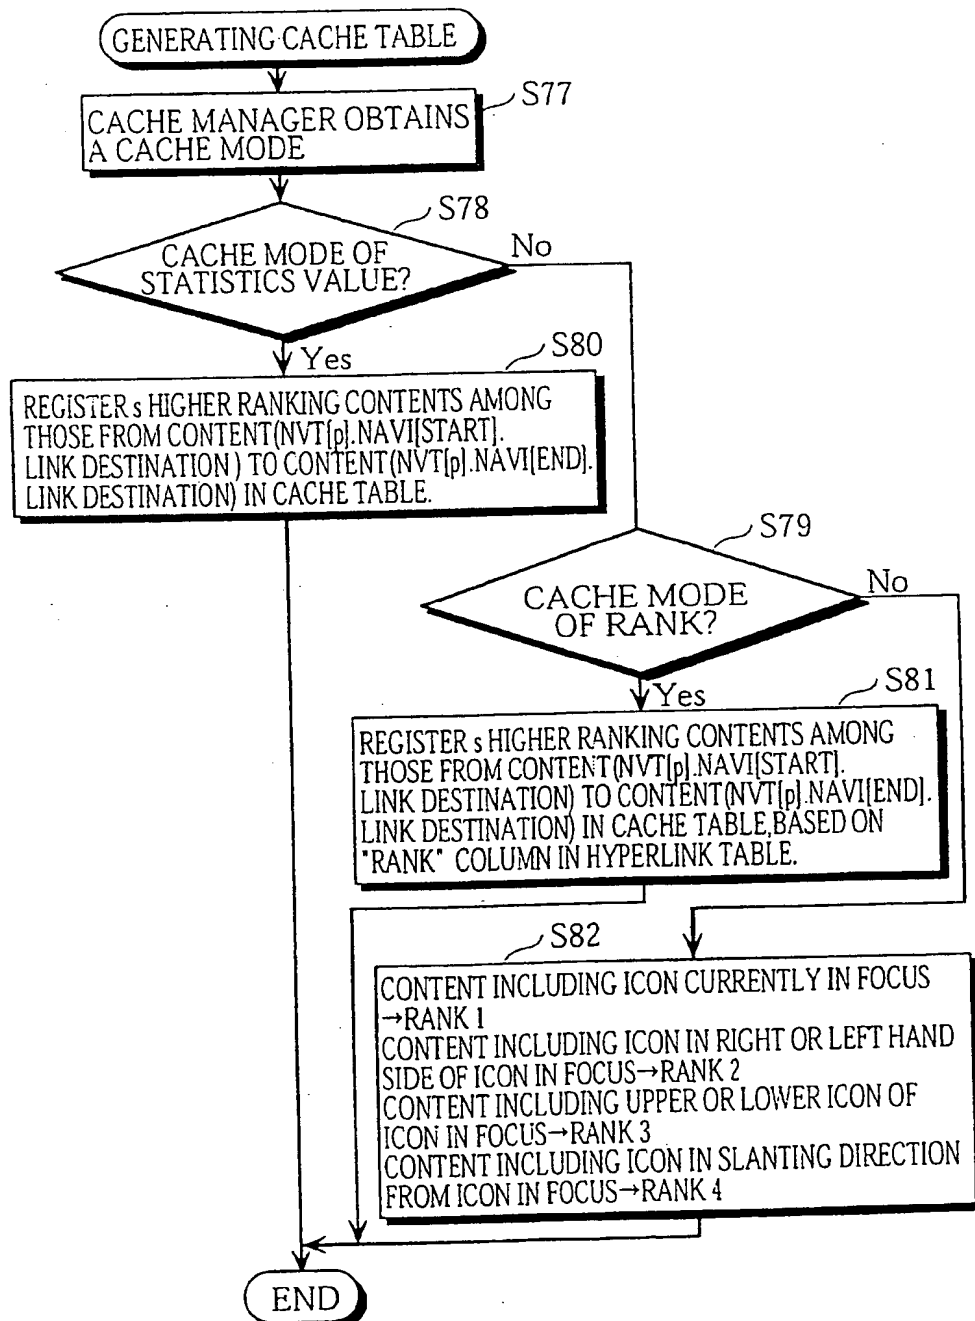 GENERATING CACHE TABLE
S77
CACHE MANAGER OBTAINS
A CACHE MODE
S78
CACHE MODE OF
STATISTICS VALUE?
No
Yes
S80
REGISTER s HIGHER RANKING CONTENTS AMONG
THOSE FROM CONTENT(NVT[p].NAVI[START].
LINK DESTINATION) TO CONTENT(NVT[p].NAVI[END].
LINK DESTINATION) IN CACHE TABLE.
S79
CACHE MODE
OF RANK?
No
Yes
S81
REGISTER s HIGHER RANKING CONTENTS AMONG
THOSE FROM CONTENT(NVT[p].NAVI[START].
LINK DESTINATION) TO CONTENT(NVT[p].NAVI[END].
LINK DESTINATION) IN CACHE TABLE,BASED ON
"RANK" COLUMN IN HYPERLINK TABLE.
S82
CONTENT INCLUDING ICON CURRENTLY IN FOCUS
→RANK 1
CONTENT INCLUDING ICON IN RIGHT OR LEFT HAND
SIDE OF ICON IN FOCUS→RANK 2
CONTENT INCLUDING UPPER OR LOWER ICON OF
ICON IN FOCUS→RANK 3
CONTENT INCLUDING ICON IN SLANTING DIRECTION
FROM ICON IN FOCUS→RANK 4
END